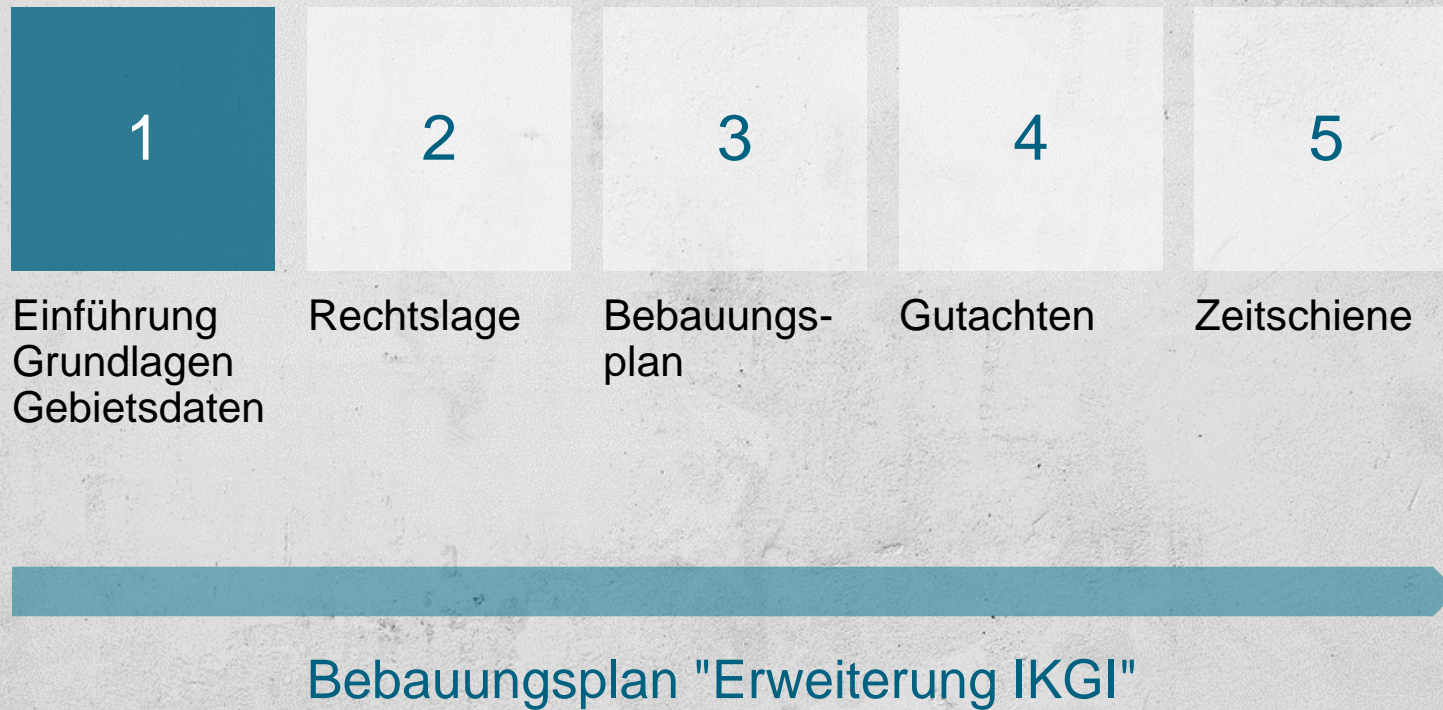 1
2
3
4
5
Einführung
Grundlagen
Gebietsdaten
Rechtslage
Bebauungs-
plan
Gutachten
Zeitschiene
Bebauungsplan "Erweiterung IKGI"